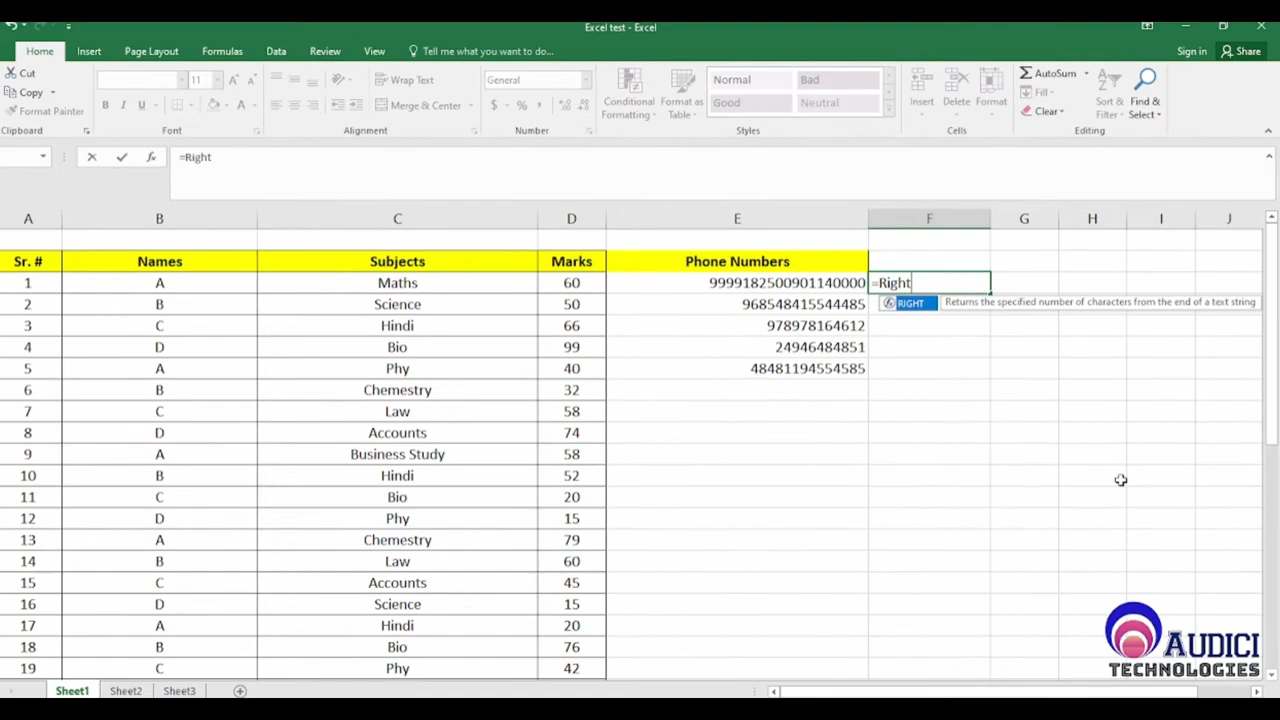 Excel test - Excel
Home Insert Page Layout Formulas Data Review View Tell me what you want to do... Sign in Share
Cut
Copy
Format Painter
Clipboard
11 A A
B I U A
Font
Wrap Text
Merge & Center
Alignment
General
$ % ,
Number
Conditional Formatting
Format as Table
Normal Bad
Good Neutral
Styles
Insert Delete Format
Cells
AutoSum
Fill
Clear
Sort & Filter
Find & Select
Editing
fx =Right
A B C D E F G H I J
Sr. # Names Subjects Marks Phone Numbers
1 A Maths 60 9999182500901140000 =Right
RIGHT Returns the specified number of characters from the end of a text string
2 B Science 50 968548415544485
3 C Hindi 66 978978164612
4 D Bio 99 24946484851
5 A Phy 40 48481194554585
6 B Chemestry 32
7 C Law 58
8 D Accounts 74
9 A Business Study 58
10 B Hindi 52
11 C Bio 20
12 D Phy 15
13 A Chemestry 79
14 B Law 60
15 C Accounts 45
16 D Science 15
17 A Hindi 20
18 B Bio 76
19 C Phy 42
AUDICI
TECHNOLOGIES
Sheet1 Sheet2 Sheet3